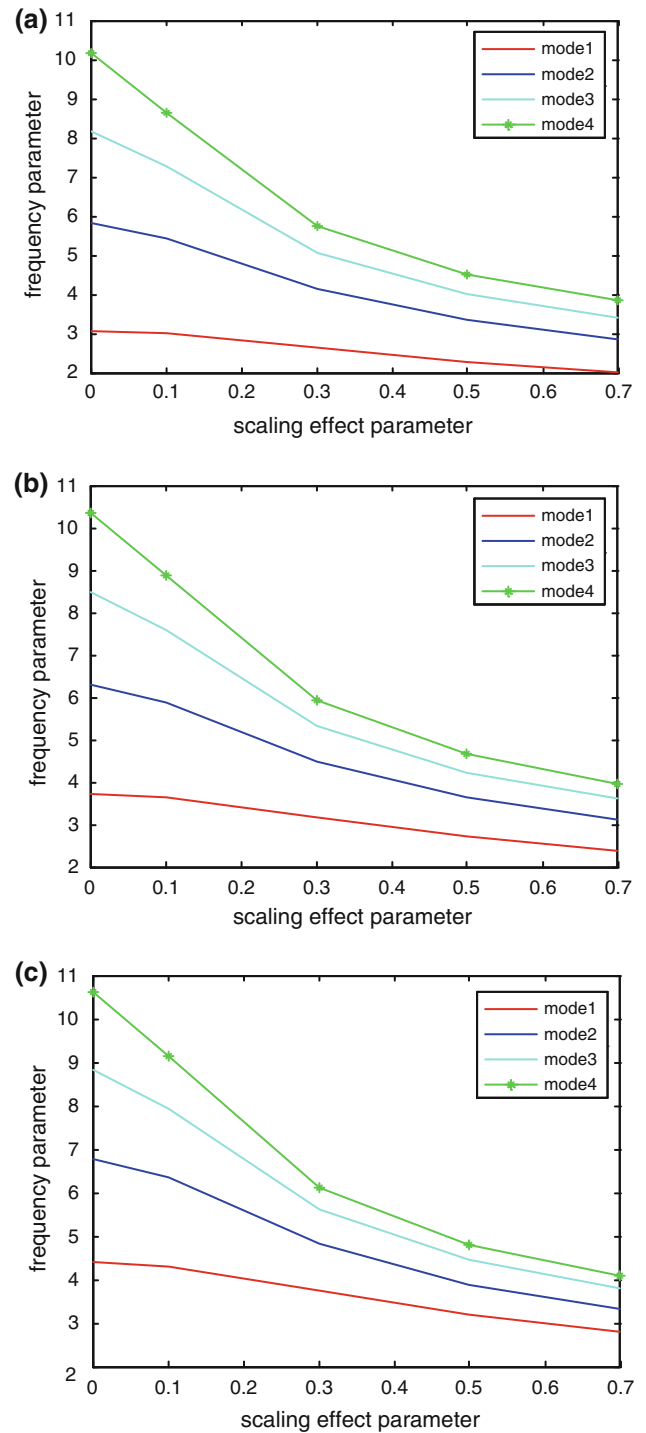 (a)
11
10
9
8
7
6
5
4
3
2
frequency parameter
mode1
mode2
mode3
mode4
0 0.1 0.2 0.3 0.4 0.5 0.6 0.7
scaling effect parameter
(b)
11
10
9
8
7
6
5
4
3
2
frequency parameter
mode1
mode2
mode3
mode4
0 0.1 0.2 0.3 0.4 0.5 0.6 0.7
scaling effect parameter
(c)
11
10
9
8
7
6
5
4
3
2
frequency parameter
mode1
mode2
mode3
mode4
0 0.1 0.2 0.3 0.4 0.5 0.6 0.7
scaling effect parameter